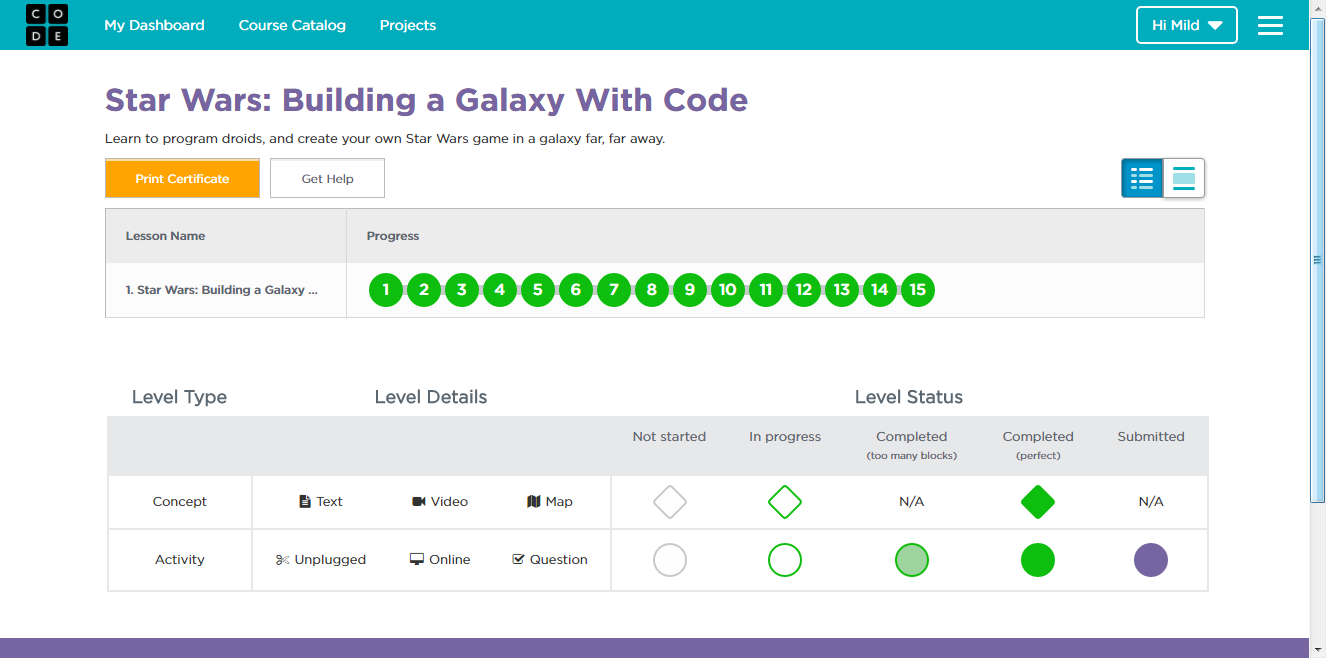 C O
D E
My Dashboard Course Catalog Projects Hi Mild
Star Wars: Building a Galaxy With Code
Learn to program droids, and create your own Star Wars game in a galaxy far, far away.
Print Certificate Get Help
Lesson Name Progress
1. Star Wars: Building a Galaxy ... 1 2 3 4 5 6 7 8 9 10 11 12 13 14 15
Level Type Level Details Level Status
Not started In progress Completed Completed Submitted
(too many blocks) (perfect)
Concept Text Video Map N/A N/A
Activity Unplugged Online Question